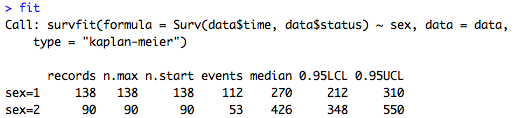 > fit
Call: survfit(formula = Surv(data$time, data$status) ~ sex, data = data,
    type = "kaplan-meier")

      records n.max n.start events median 0.95LCL 0.95UCL
sex=1     138   138     138    112    270     212     310
sex=2      90    90      90     53    426     348     550